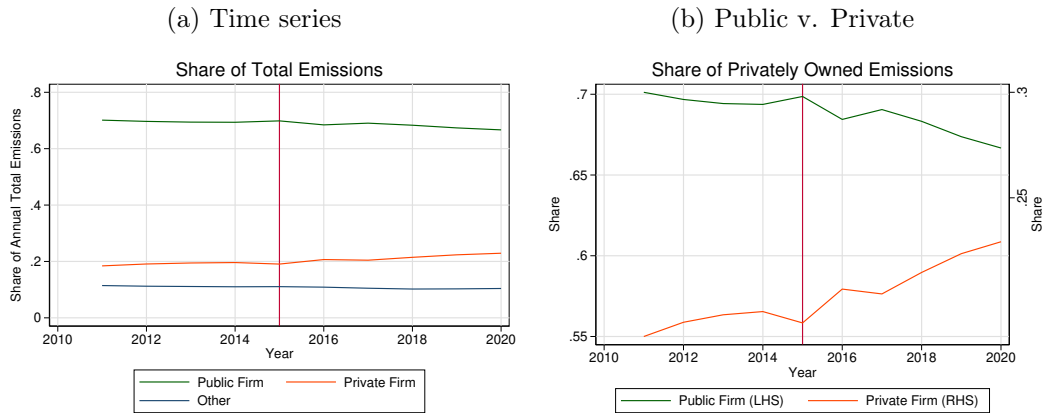 (a) Time series
Share of Total Emissions
Share of Annual Total Emissions
.8
.6
.4
.2
0
2010 2012 2014 2016 2018 2020
Year
Public Firm Private Firm
Other
(b) Public v. Private
Share of Privately Owned Emissions
Share
.7
.65
.6
.55
.3
.25
Share
2010 2012 2014 2016 2018 2020
Year
Public Firm (LHS) Private Firm (RHS)